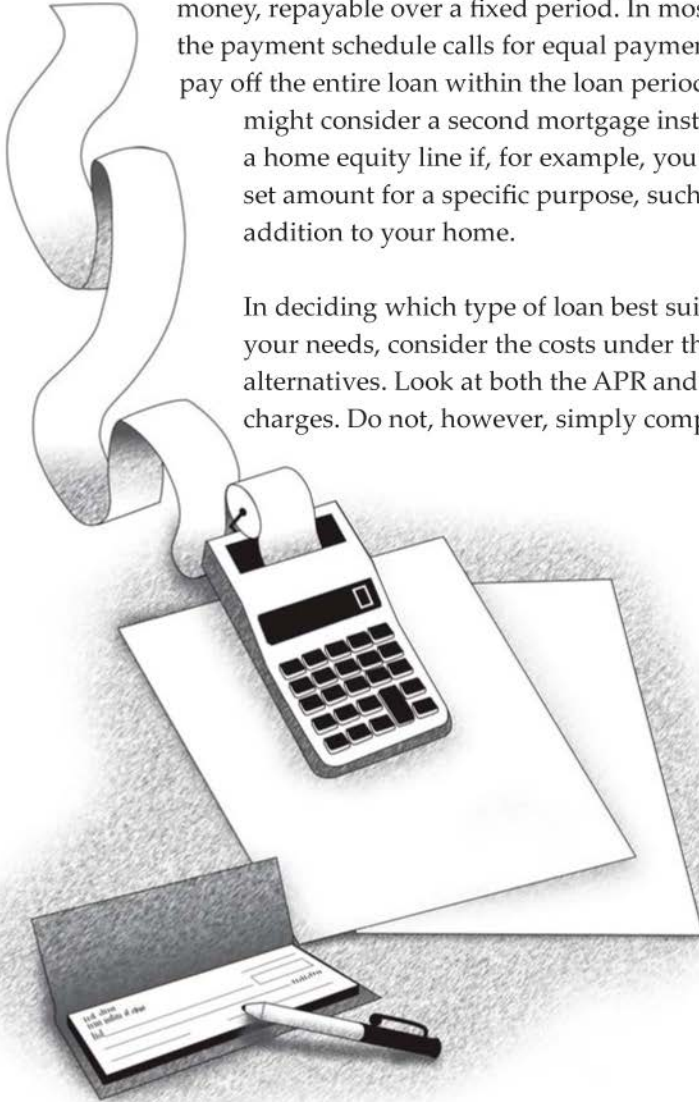 money, repayable over a fixed period. In mos
the payment schedule calls for equal paymen
pay off the entire loan within the loan period
might consider a second mortgage inst
a home equity line if, for example, you
set amount for a specific purpose, such
addition to your home.
In deciding which type of loan best sui
your needs, consider the costs under th
alternatives. Look at both the APR and
charges. Do not, however, simply comp
0